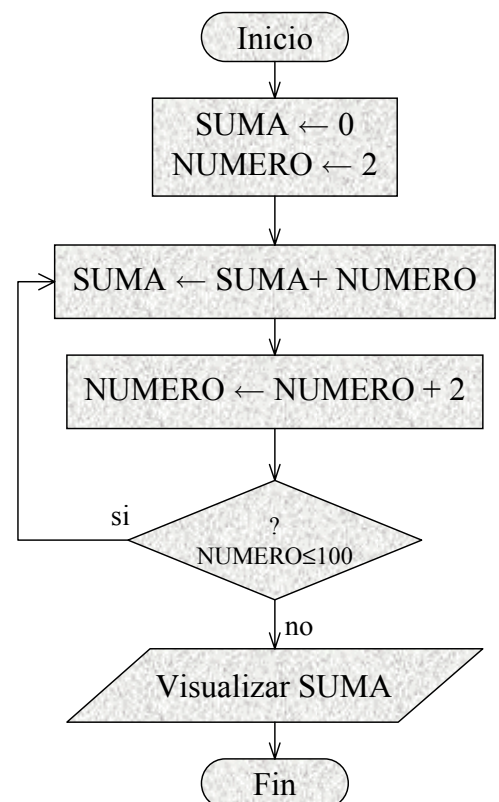 Inicio
SUMA ← 0
NUMERO ← 2
SUMA ← SUMA+ NUMERO
NUMERO ← NUMERO + 2
si
?
NUMERO≤100
no
Visualizar SUMA
Fin